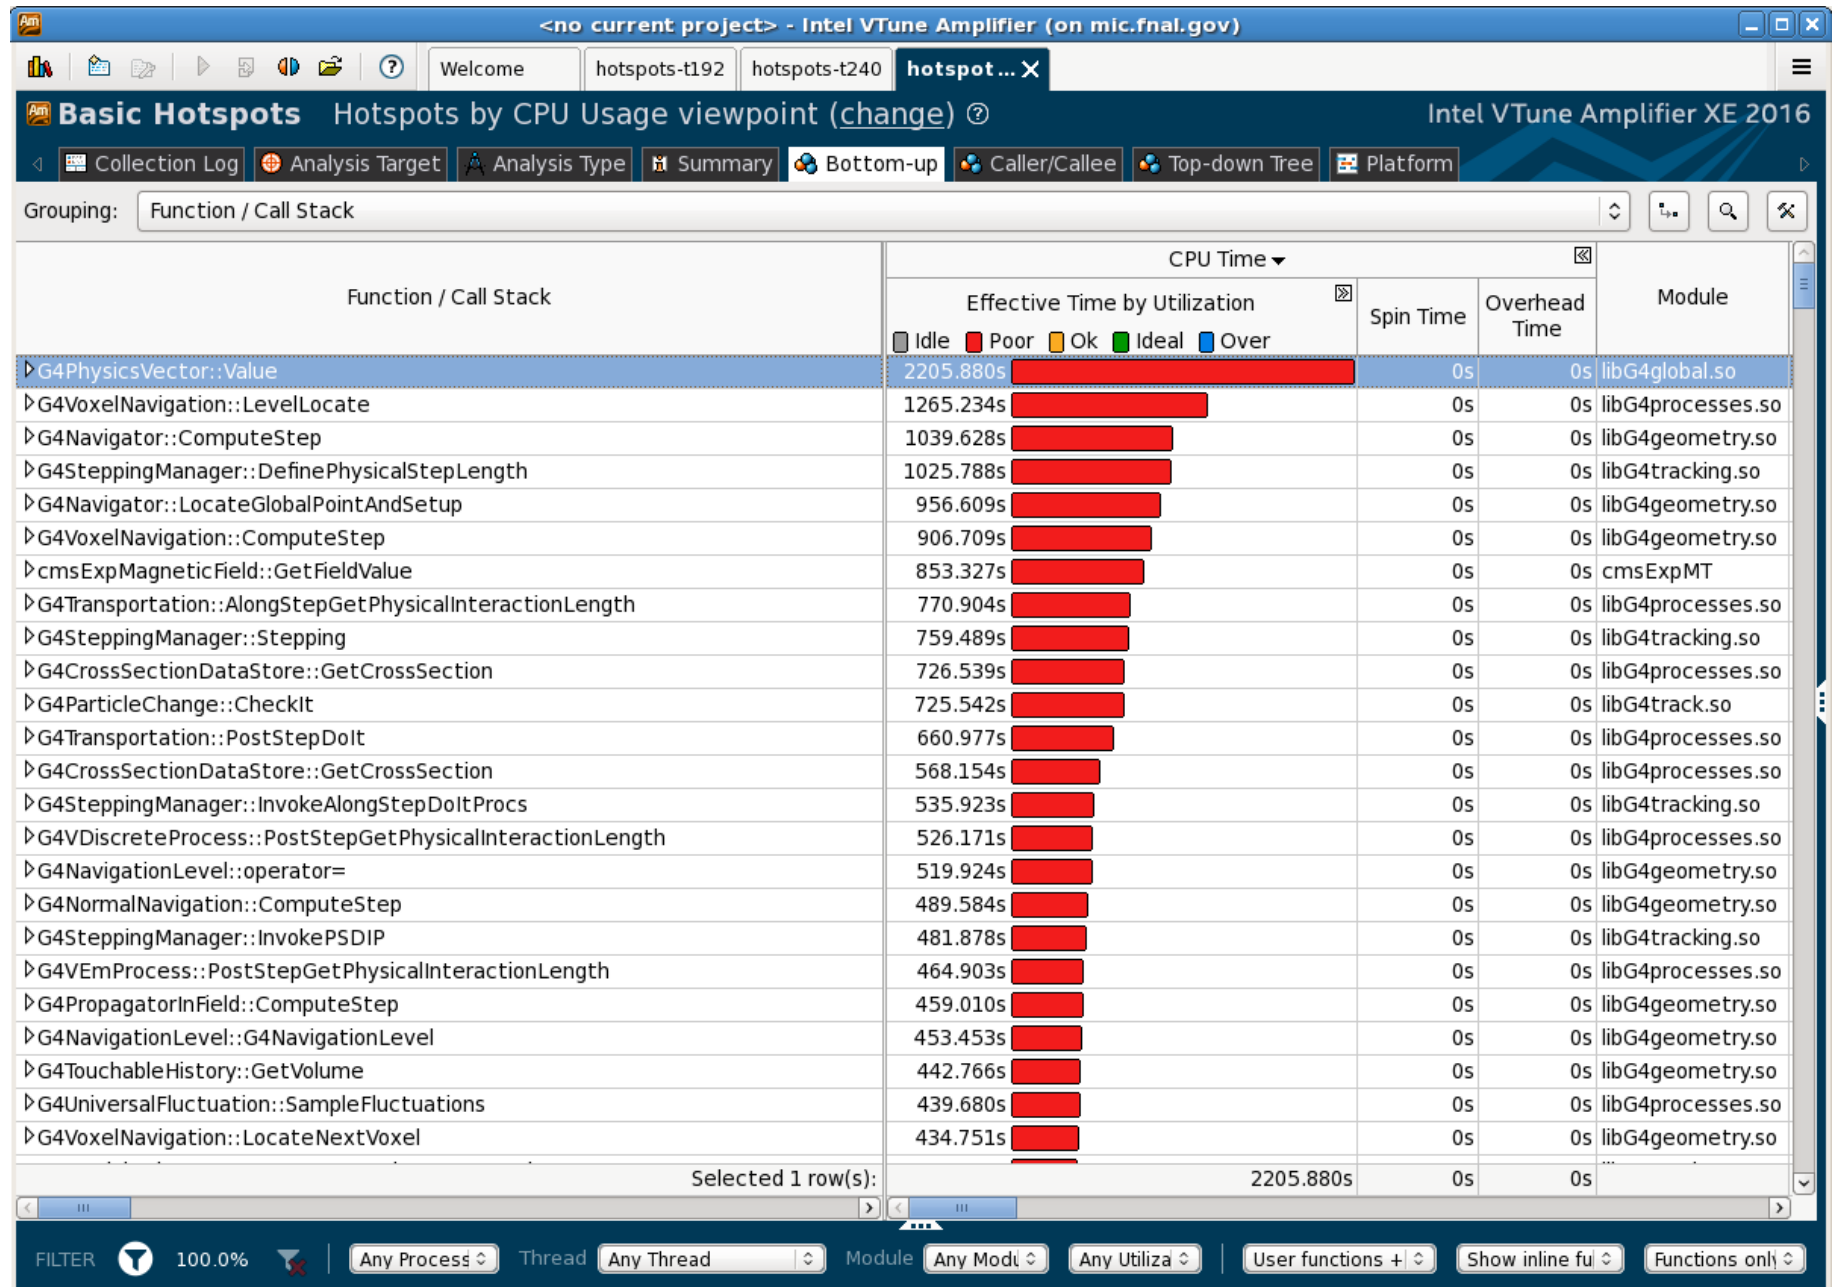 Am <no current project> - Intel VTune Amplifier (on mic.fnal.gov)
Welcome hotspots-t192 hotspots-t240 hotspot...
Am Basic Hotspots Hotspots by CPU Usage viewpoint (change) Intel VTune Amplifier XE 2016
Collection Log Analysis Target Analysis Type Summary Bottom-up Caller/Callee Top-down Tree Platform
Grouping: Function / Call Stack
CPU Time
Function / Call Stack Effective Time by Utilization Spin Time Overhead Time Module
Idle Poor Ok Ideal Over
G4PhysicsVector::Value 2205.880s 0s 0s libG4global.so
G4VoxelNavigation::LevelLocate 1265.234s 0s 0s libG4processes.so
G4Navigator::ComputeStep 1039.628s 0s 0s libG4geometry.so
G4SteppingManager::DefinePhysicalStepLength 1025.788s 0s 0s libG4tracking.so
G4Navigator::LocateGlobalPointAndSetup 956.609s 0s 0s libG4geometry.so
G4VoxelNavigation::ComputeStep 906.709s 0s 0s libG4geometry.so
cmsExpMagneticField::GetFieldValue 853.327s 0s 0s cmsExpMT
G4Transportation::AlongStepGetPhysicalInteractionLength 770.904s 0s 0s libG4processes.so
G4SteppingManager::Stepping 759.489s 0s 0s libG4tracking.so
G4CrossSectionDataStore::GetCrossSection 726.539s 0s 0s libG4processes.so
G4ParticleChange::CheckIt 725.542s 0s 0s libG4track.so
G4Transportation::PostStepDoIt 660.977s 0s 0s libG4processes.so
G4CrossSectionDataStore::GetCrossSection 568.154s 0s 0s libG4processes.so
G4SteppingManager::InvokeAlongStepDoItProcs 535.923s 0s 0s libG4tracking.so
G4VDiscreteProcess::PostStepGetPhysicalInteractionLength 526.171s 0s 0s libG4processes.so
G4NavigationLevel::operator= 519.924s 0s 0s libG4geometry.so
G4NormalNavigation::ComputeStep 489.584s 0s 0s libG4geometry.so
G4SteppingManager::InvokePSDIP 481.878s 0s 0s libG4tracking.so
G4VEmProcess::PostStepGetPhysicalInteractionLength 464.903s 0s 0s libG4processes.so
G4PropagatorInField::ComputeStep 459.010s 0s 0s libG4geometry.so
G4NavigationLevel::G4NavigationLevel 453.453s 0s 0s libG4geometry.so
G4TouchableHistory::GetVolume 442.766s 0s 0s libG4geometry.so
G4UniversalFluctuation::SampleFluctuations 439.680s 0s 0s libG4processes.so
G4VoxelNavigation::LocateNextVoxel 434.751s 0s 0s libG4geometry.so
Selected 1 row(s): 2205.880s 0s 0s
FILTER 100.0% Any Process Thread Any Thread Module Any Modu Any Utiliza User functions + Show inline fu Functions only